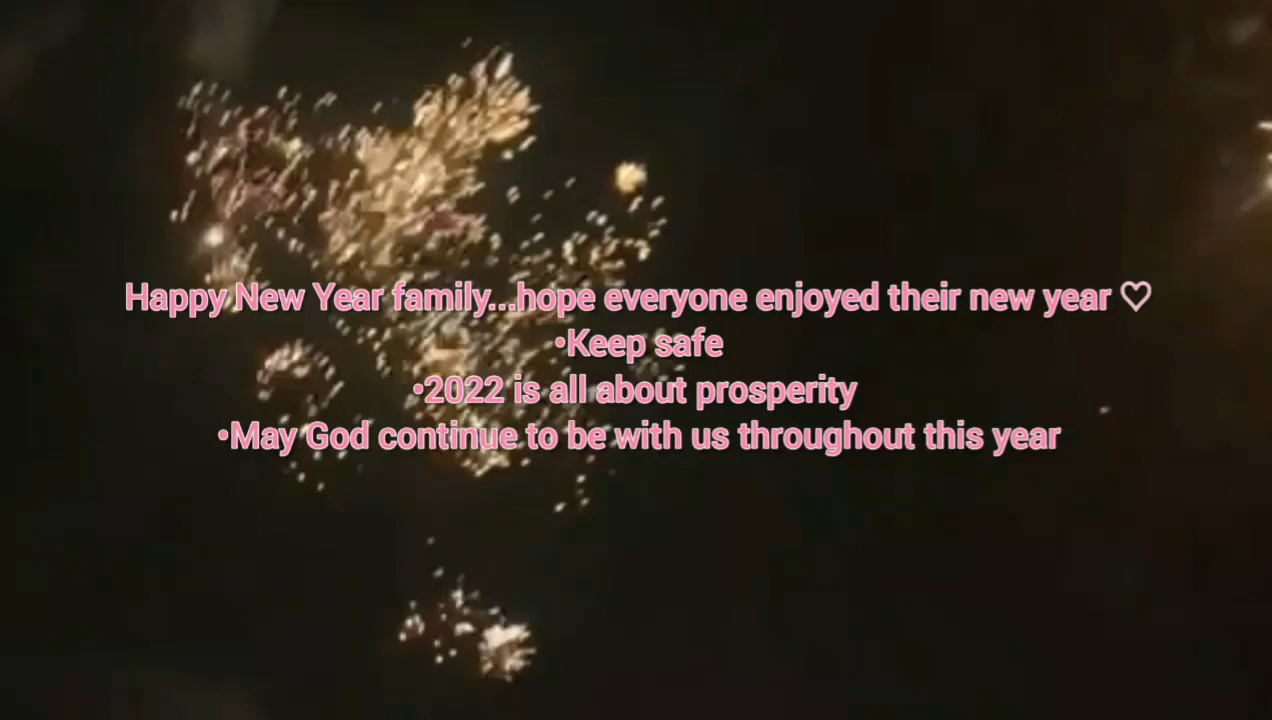 Happy New Year family...hope everyone enjoyed their new year ♡
•Keep safe
•2022 is all about prosperity
•May God continue to be with us throughout this year